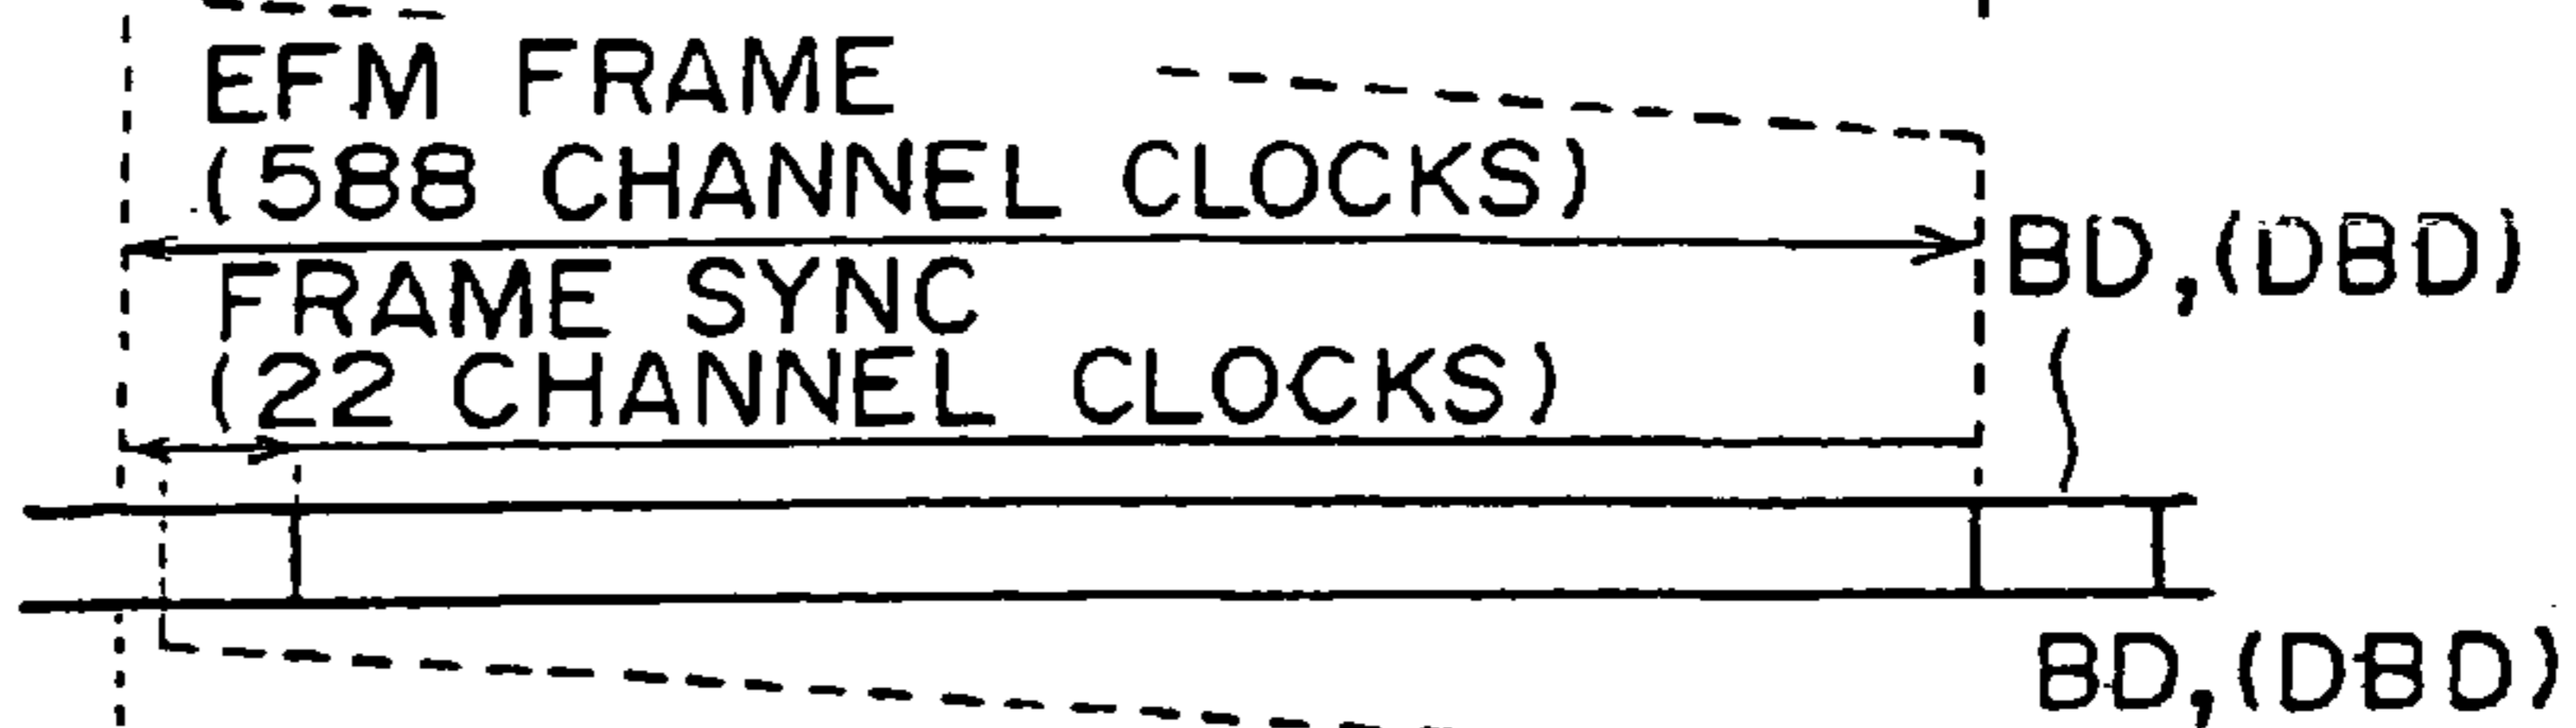 EFM FRAME
(588 CHANNEL CLOCKS)
BD,(DBD)
FRAME SYNC
(22 CHANNEL CLOCKS)
BD,(DBD)